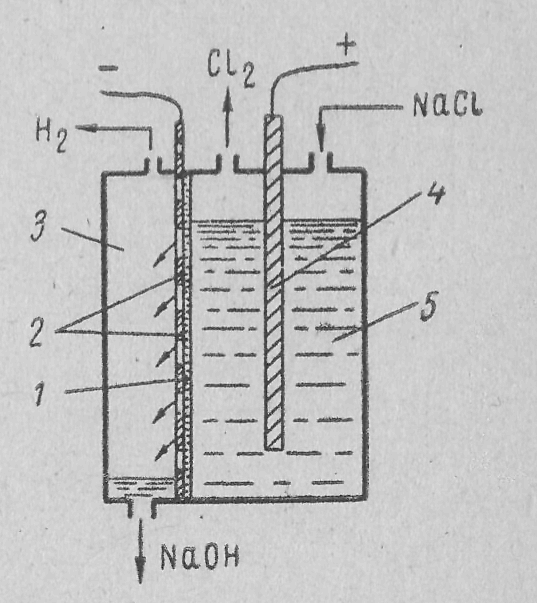 − Cl₂ +
H₂ NaCl
3 4
2 5
1
NaOH